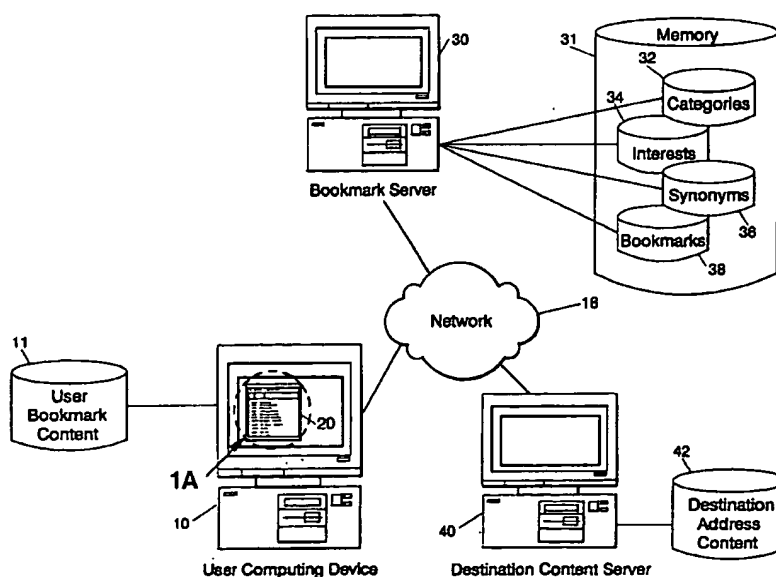 30
Bookmark Server
31
Memory
32
Categories
34
Interests
Synonyms
36
Bookmarks
38
Network
16
11
User
Bookmark
Content
20
1A
10
User Computing Device
40
Destination Content Server
42
Destination
Address
Content